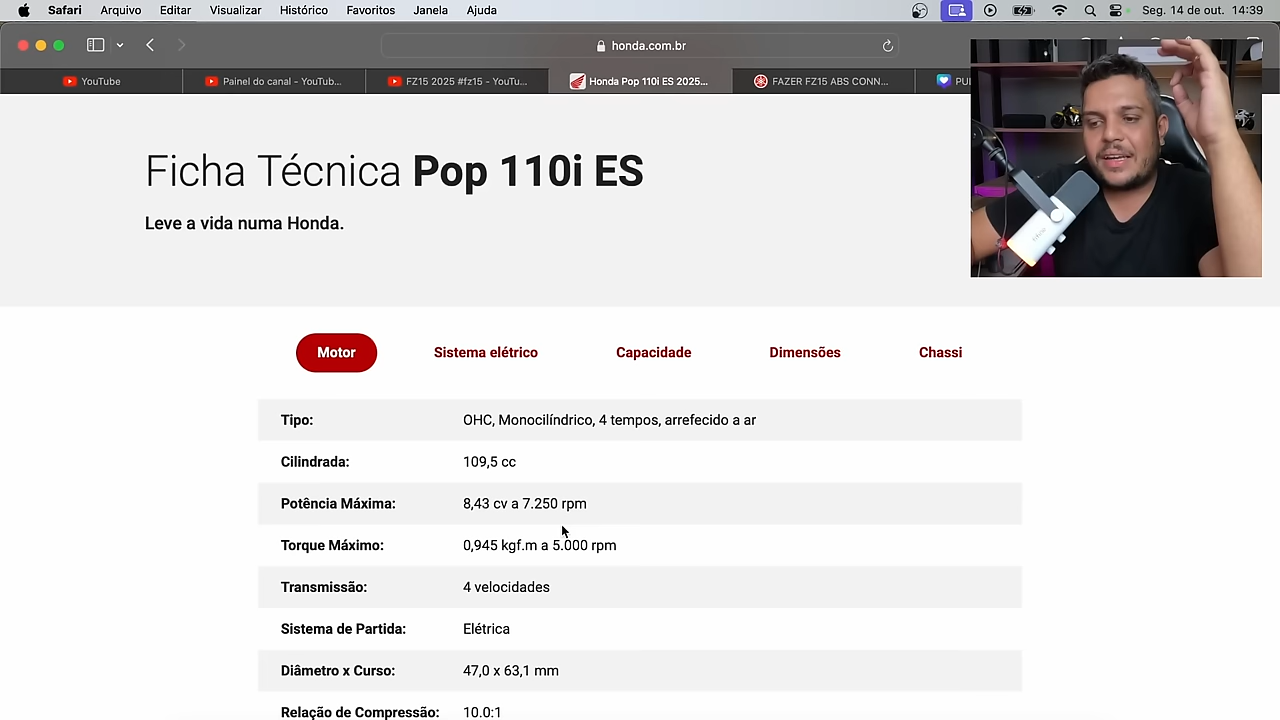 Safari Arquivo Editar Visualizar Histórico Favoritos Janela Ajuda Seg. 14 de out. 14:39
honda.com.br
YouTube Painel do canal - YouTub... FZ15 2025 #fz15 - YouTu... Honda Pop 110i ES 2025... FAZER FZ15 ABS CONN... PU
Ficha Técnica Pop 110i ES
Leve a vida numa Honda.
Motor Sistema elétrico Capacidade Dimensões Chassi
Tipo: OHC, Monocilíndrico, 4 tempos, arrefecido a ar
Cilindrada: 109,5 cc
Potência Máxima: 8,43 cv a 7.250 rpm
Torque Máximo: 0,945 kgf.m a 5.000 rpm
Transmissão: 4 velocidades
Sistema de Partida: Elétrica
Diâmetro x Curso: 47,0 x 63,1 mm
Relação de Compressão: 10.0:1